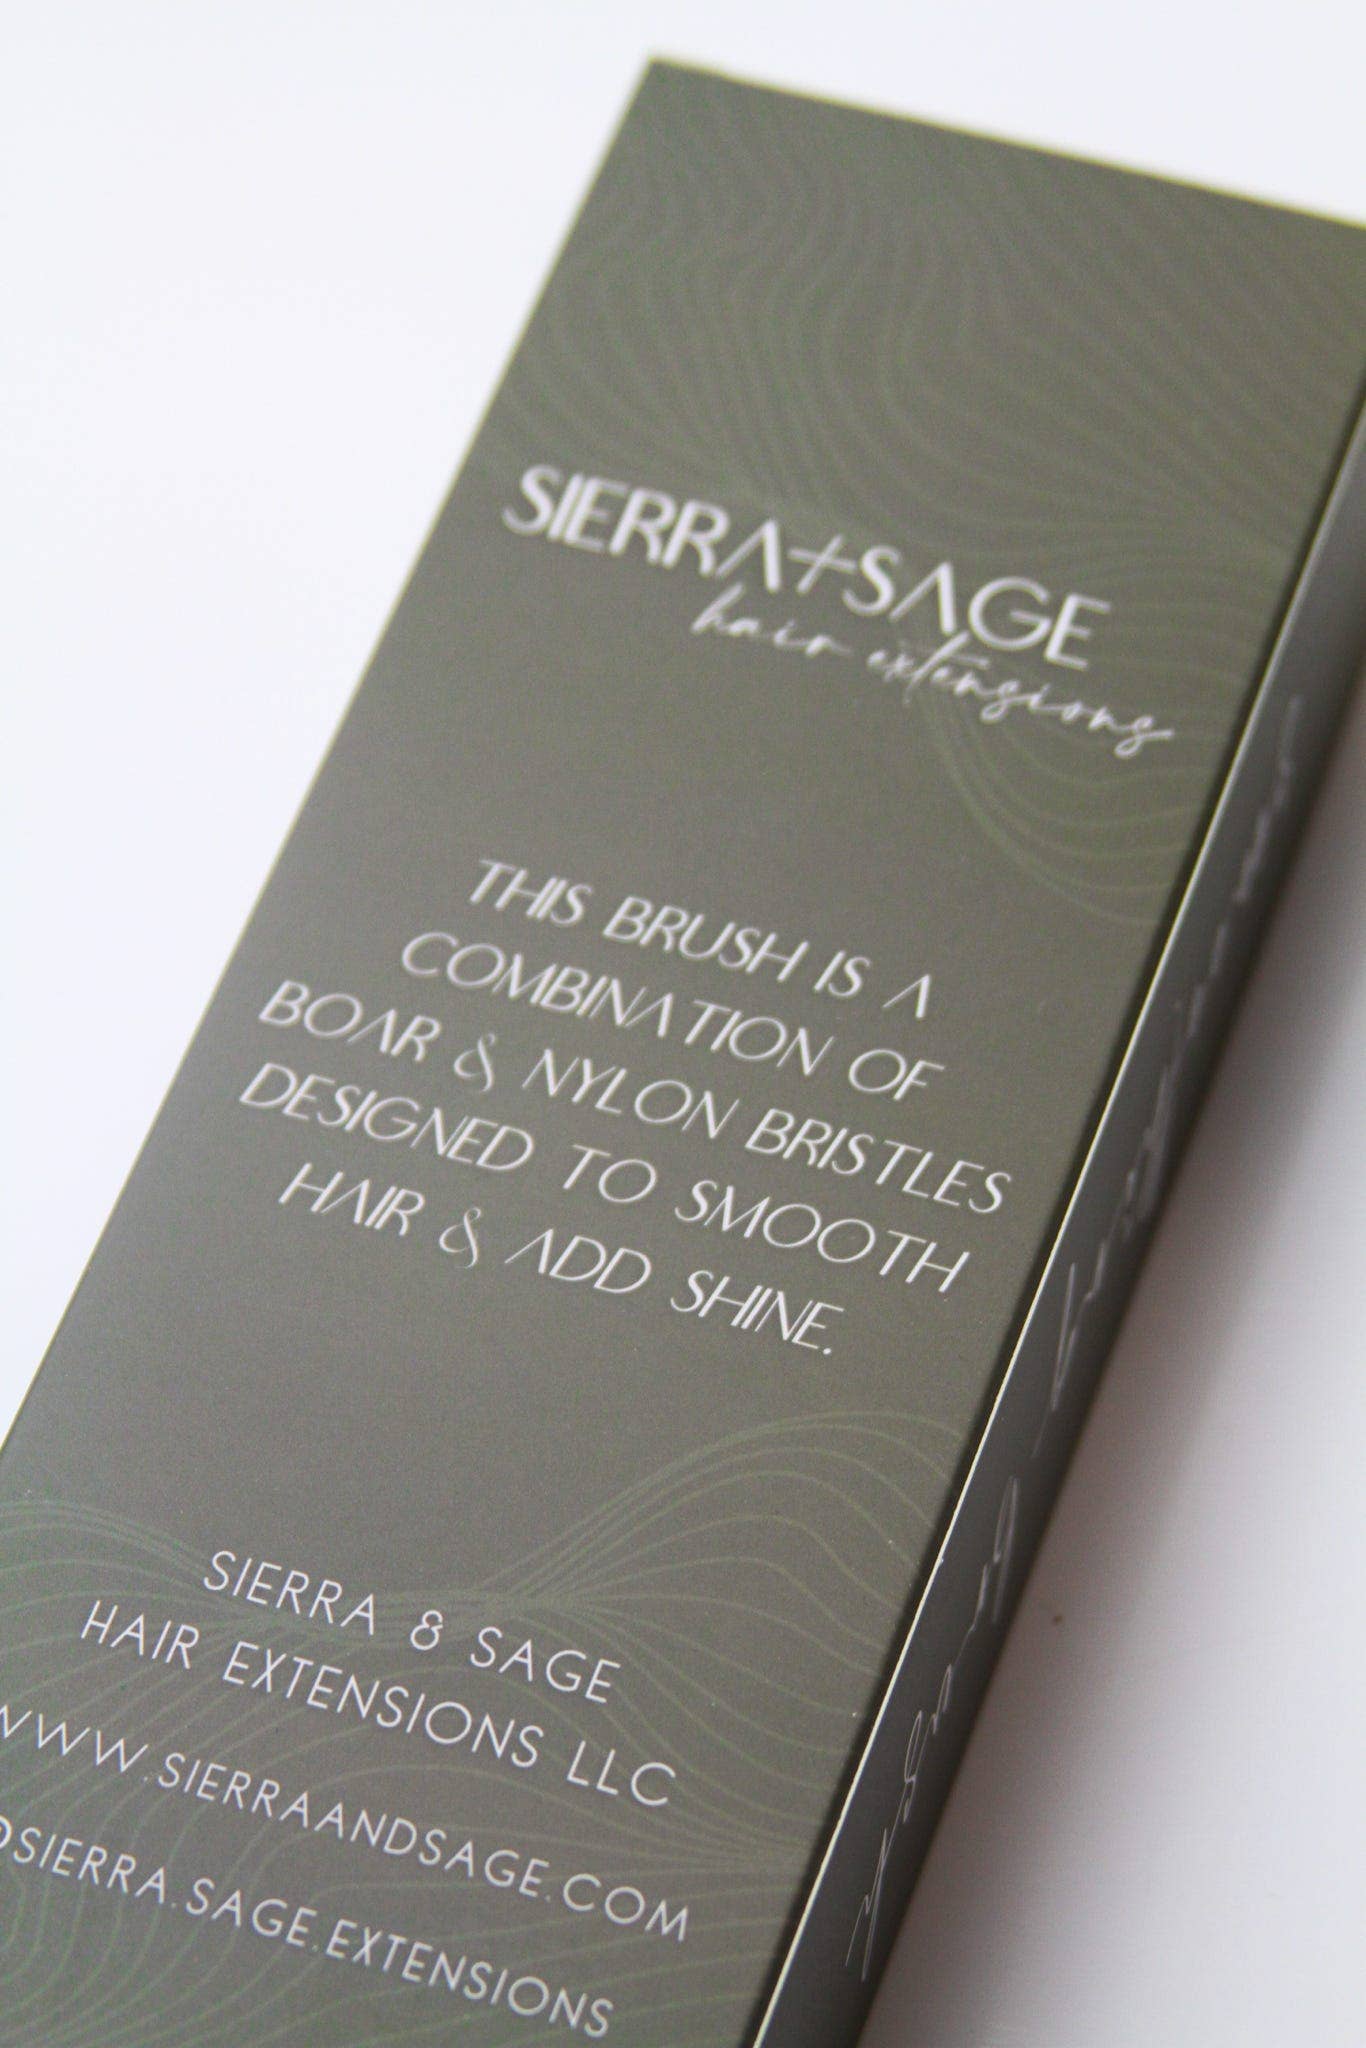 SIERRA+SAGE
hair extensions
THIS BRUSH IS A
COMBINATION OF
BOAR & NYLON BRISTLES
DESIGNED TO SMOOTH
HAIR & ADD SHINE.
SIERRA & SAGE
HAIR EXTENSIONS LLC
WWW.SIERRAANDSAGE.COM
@SIERRA.SAGE.EXTENSIONS